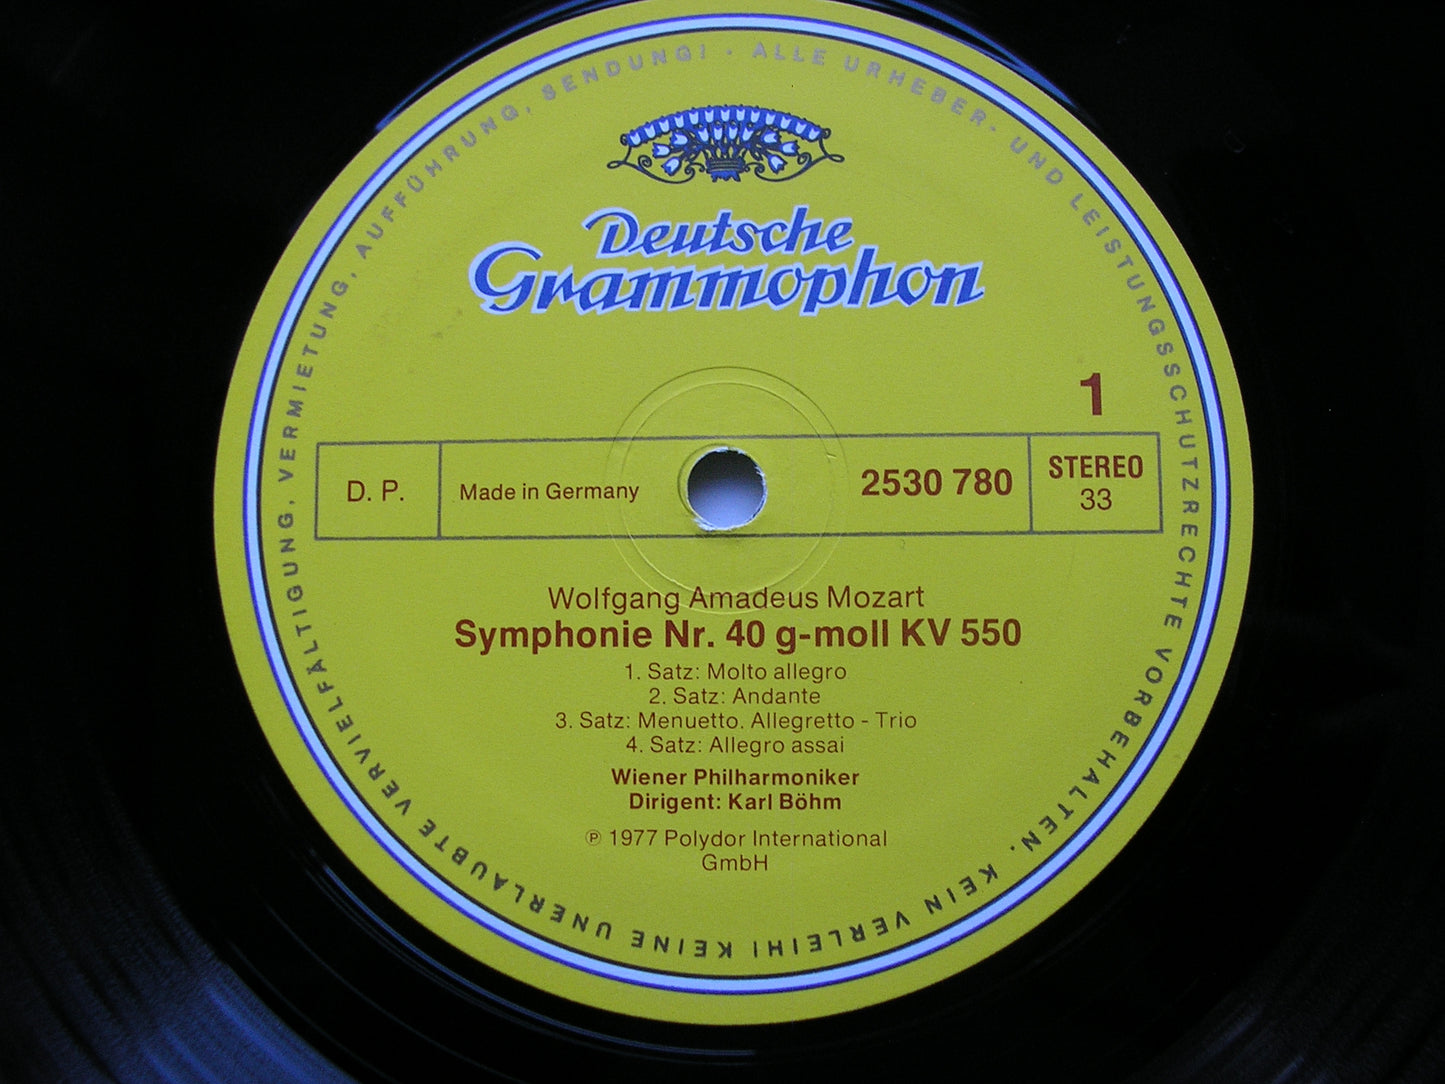 ALLE URHEBER- UND LEISTUNGSSCHUTZRECHTE VORBEHALTEN. KEIN VERLEIH! KEINE UNERLAUBTE VERVIELFÄLTIGUNG, VERMIETUNG, AUFFÜHRUNG, SENDUNG! ·
Deutsche
Grammophon
1
D. P.
Made in Germany
2530 780
STEREO
33
Wolfgang Amadeus Mozart
Symphonie Nr. 40 g-moll KV 550
1. Satz: Molto allegro
2. Satz: Andante
3. Satz: Menuetto. Allegretto - Trio
4. Satz: Allegro assai
Wiener Philharmoniker
Dirigent: Karl Böhm
℗ 1977 Polydor International
GmbH